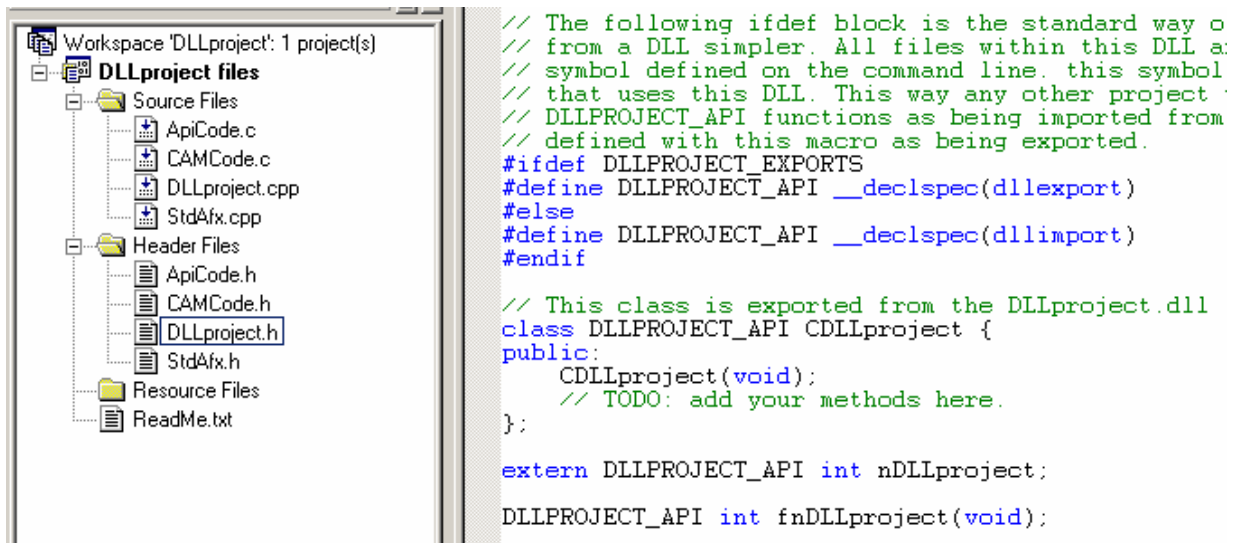 Workspace 'DLLproject': 1 project(s)
DLLproject files
Source Files
ApiCode.c
CAMCode.c
DLLproject.cpp
StdAfx.cpp
Header Files
ApiCode.h
CAMCode.h
DLLproject.h
StdAfx.h
Resource Files
ReadMe.txt
// The following ifdef block is the standard way o
// from a DLL simpler. All files within this DLL a
// symbol defined on the command line. this symbol
// that uses this DLL. This way any other project
// DLLPROJECT_API functions as being imported from
// defined with this macro as being exported.
#ifdef DLLPROJECT_EXPORTS
#define DLLPROJECT_API __declspec(dllexport)
#else
#define DLLPROJECT_API __declspec(dllimport)
#endif
// This class is exported from the DLLproject.dll
class DLLPROJECT_API CDLLproject {
public:
CDLLproject(void);
// TODO: add your methods here.
};
extern DLLPROJECT_API int nDLLproject;
DLLPROJECT_API int fnDLLproject(void);